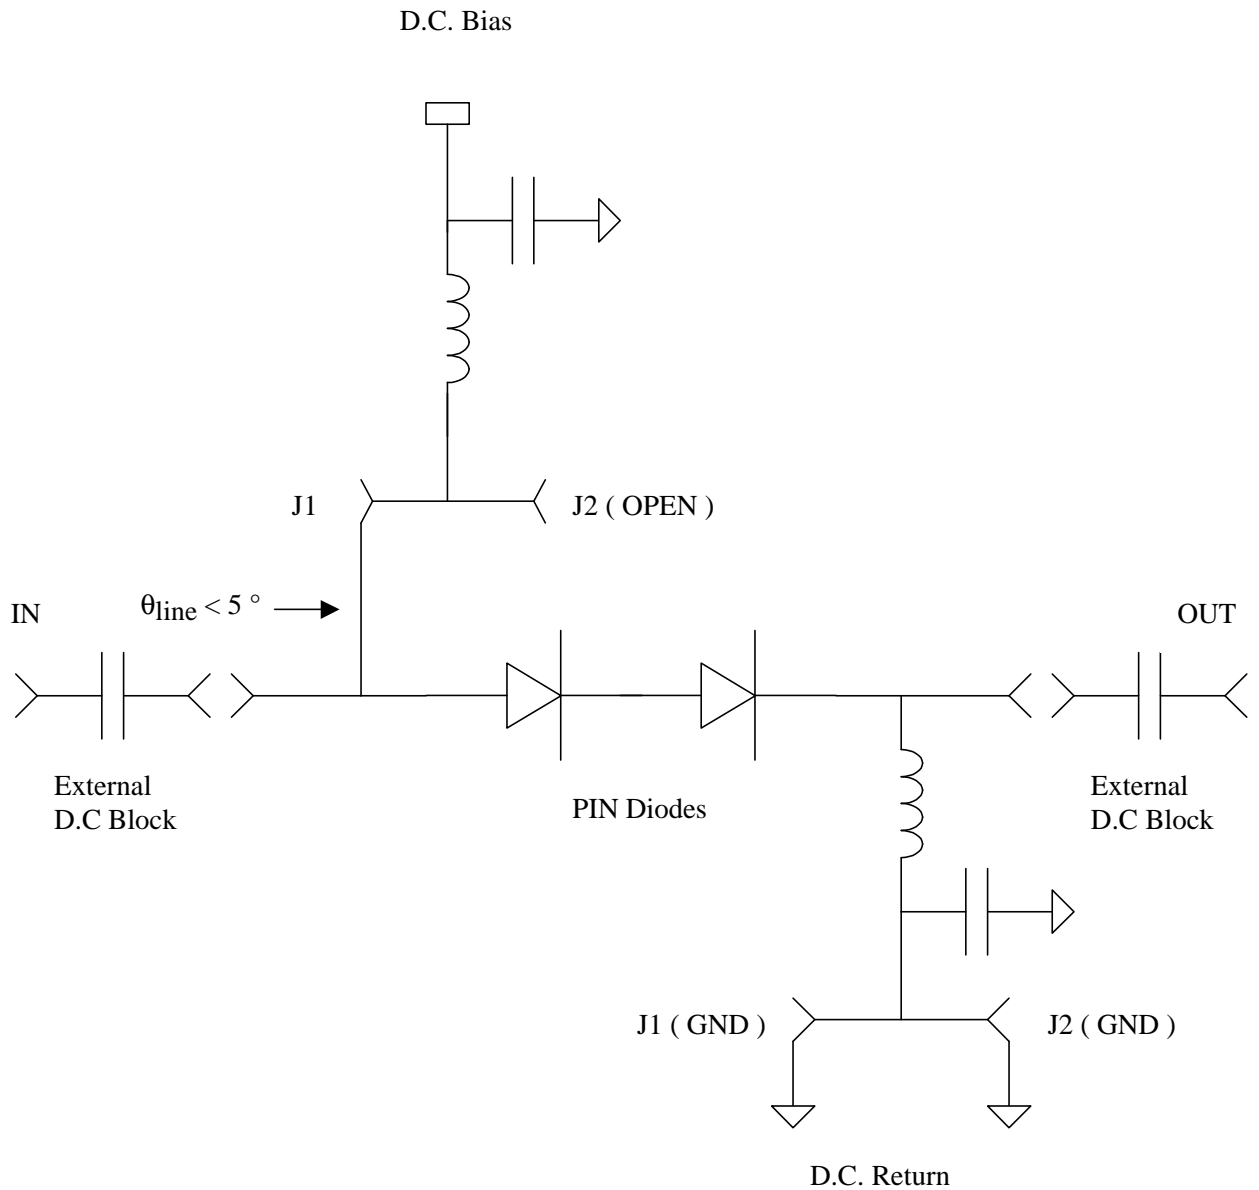 D.C. Bias
J1
J2 ( OPEN )
IN
θline < 5 °
OUT
External
D.C Block
PIN Diodes
External
D.C Block
J1 ( GND )
J2 ( GND )
D.C. Return